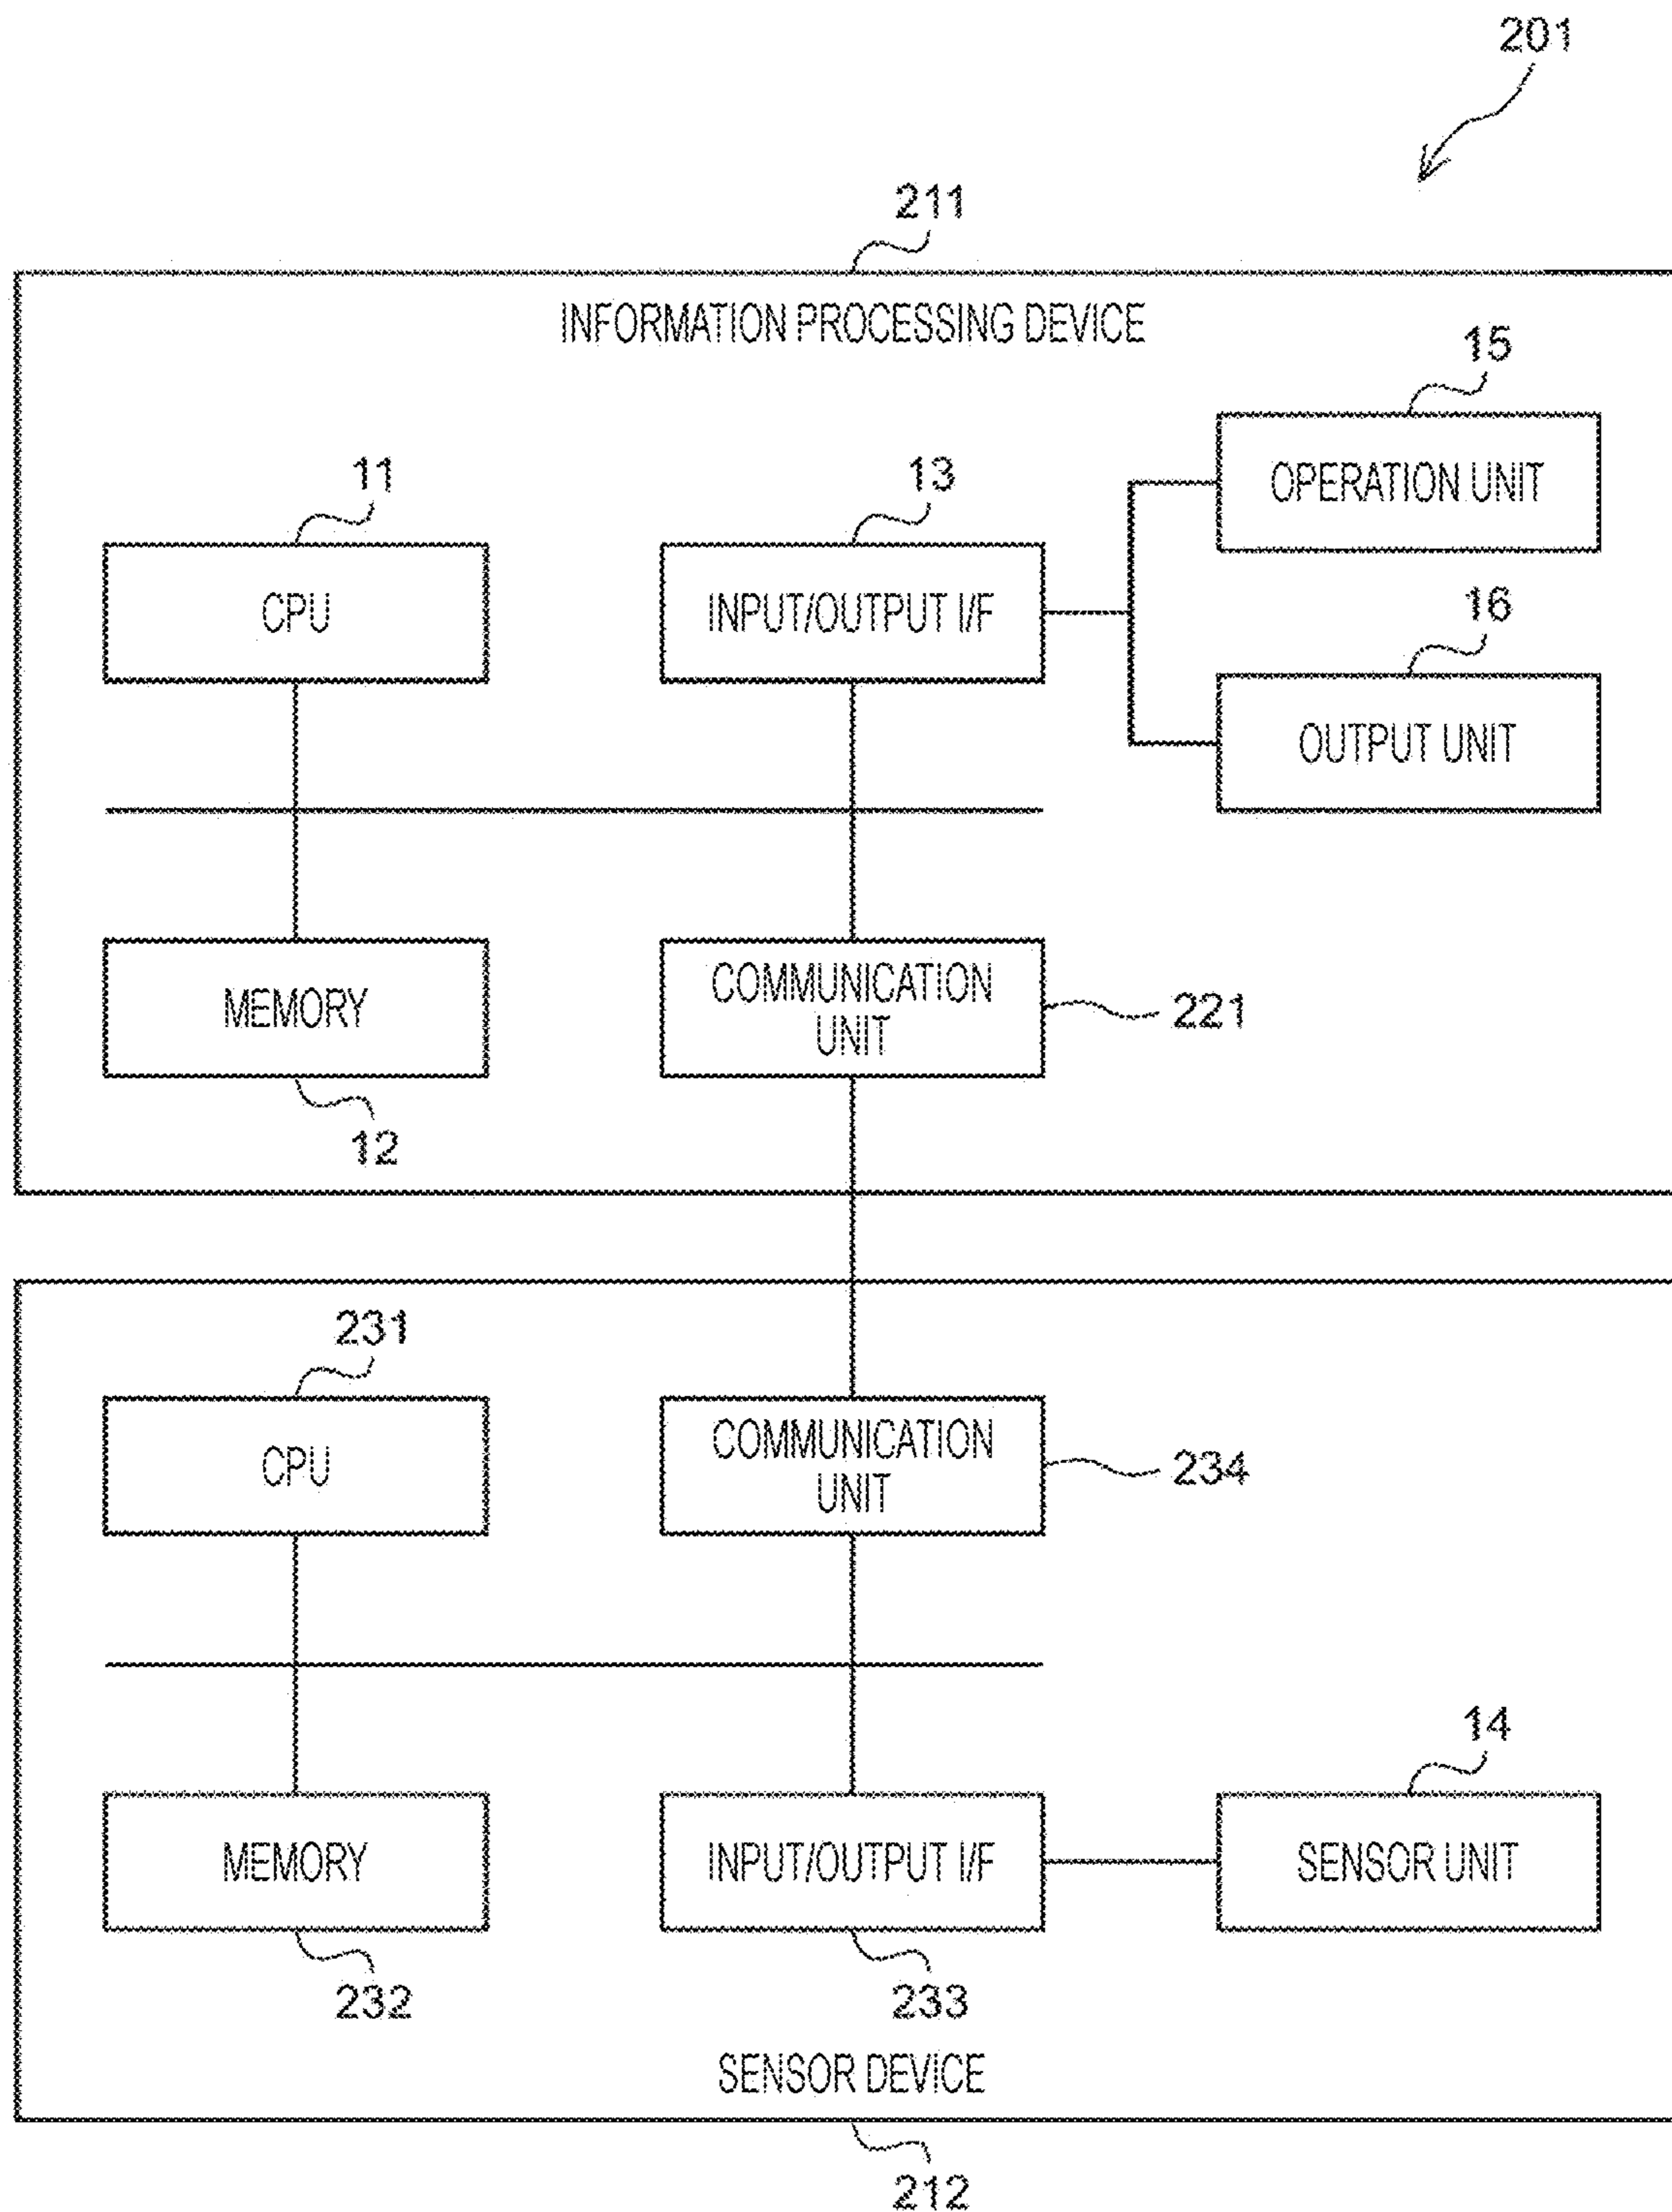 201
211
INFORMATION PROCESSING DEVICE
15
OPERATION UNIT
11
13
CPU
INPUT/OUTPUT I/F
16
OUTPUT UNIT
MEMORY
COMMUNICATION
UNIT
221
12
231
CPU
COMMUNICATION
UNIT
234
14
MEMORY
INPUT/OUTPUT I/F
SENSOR UNIT
232
233
SENSOR DEVICE
212